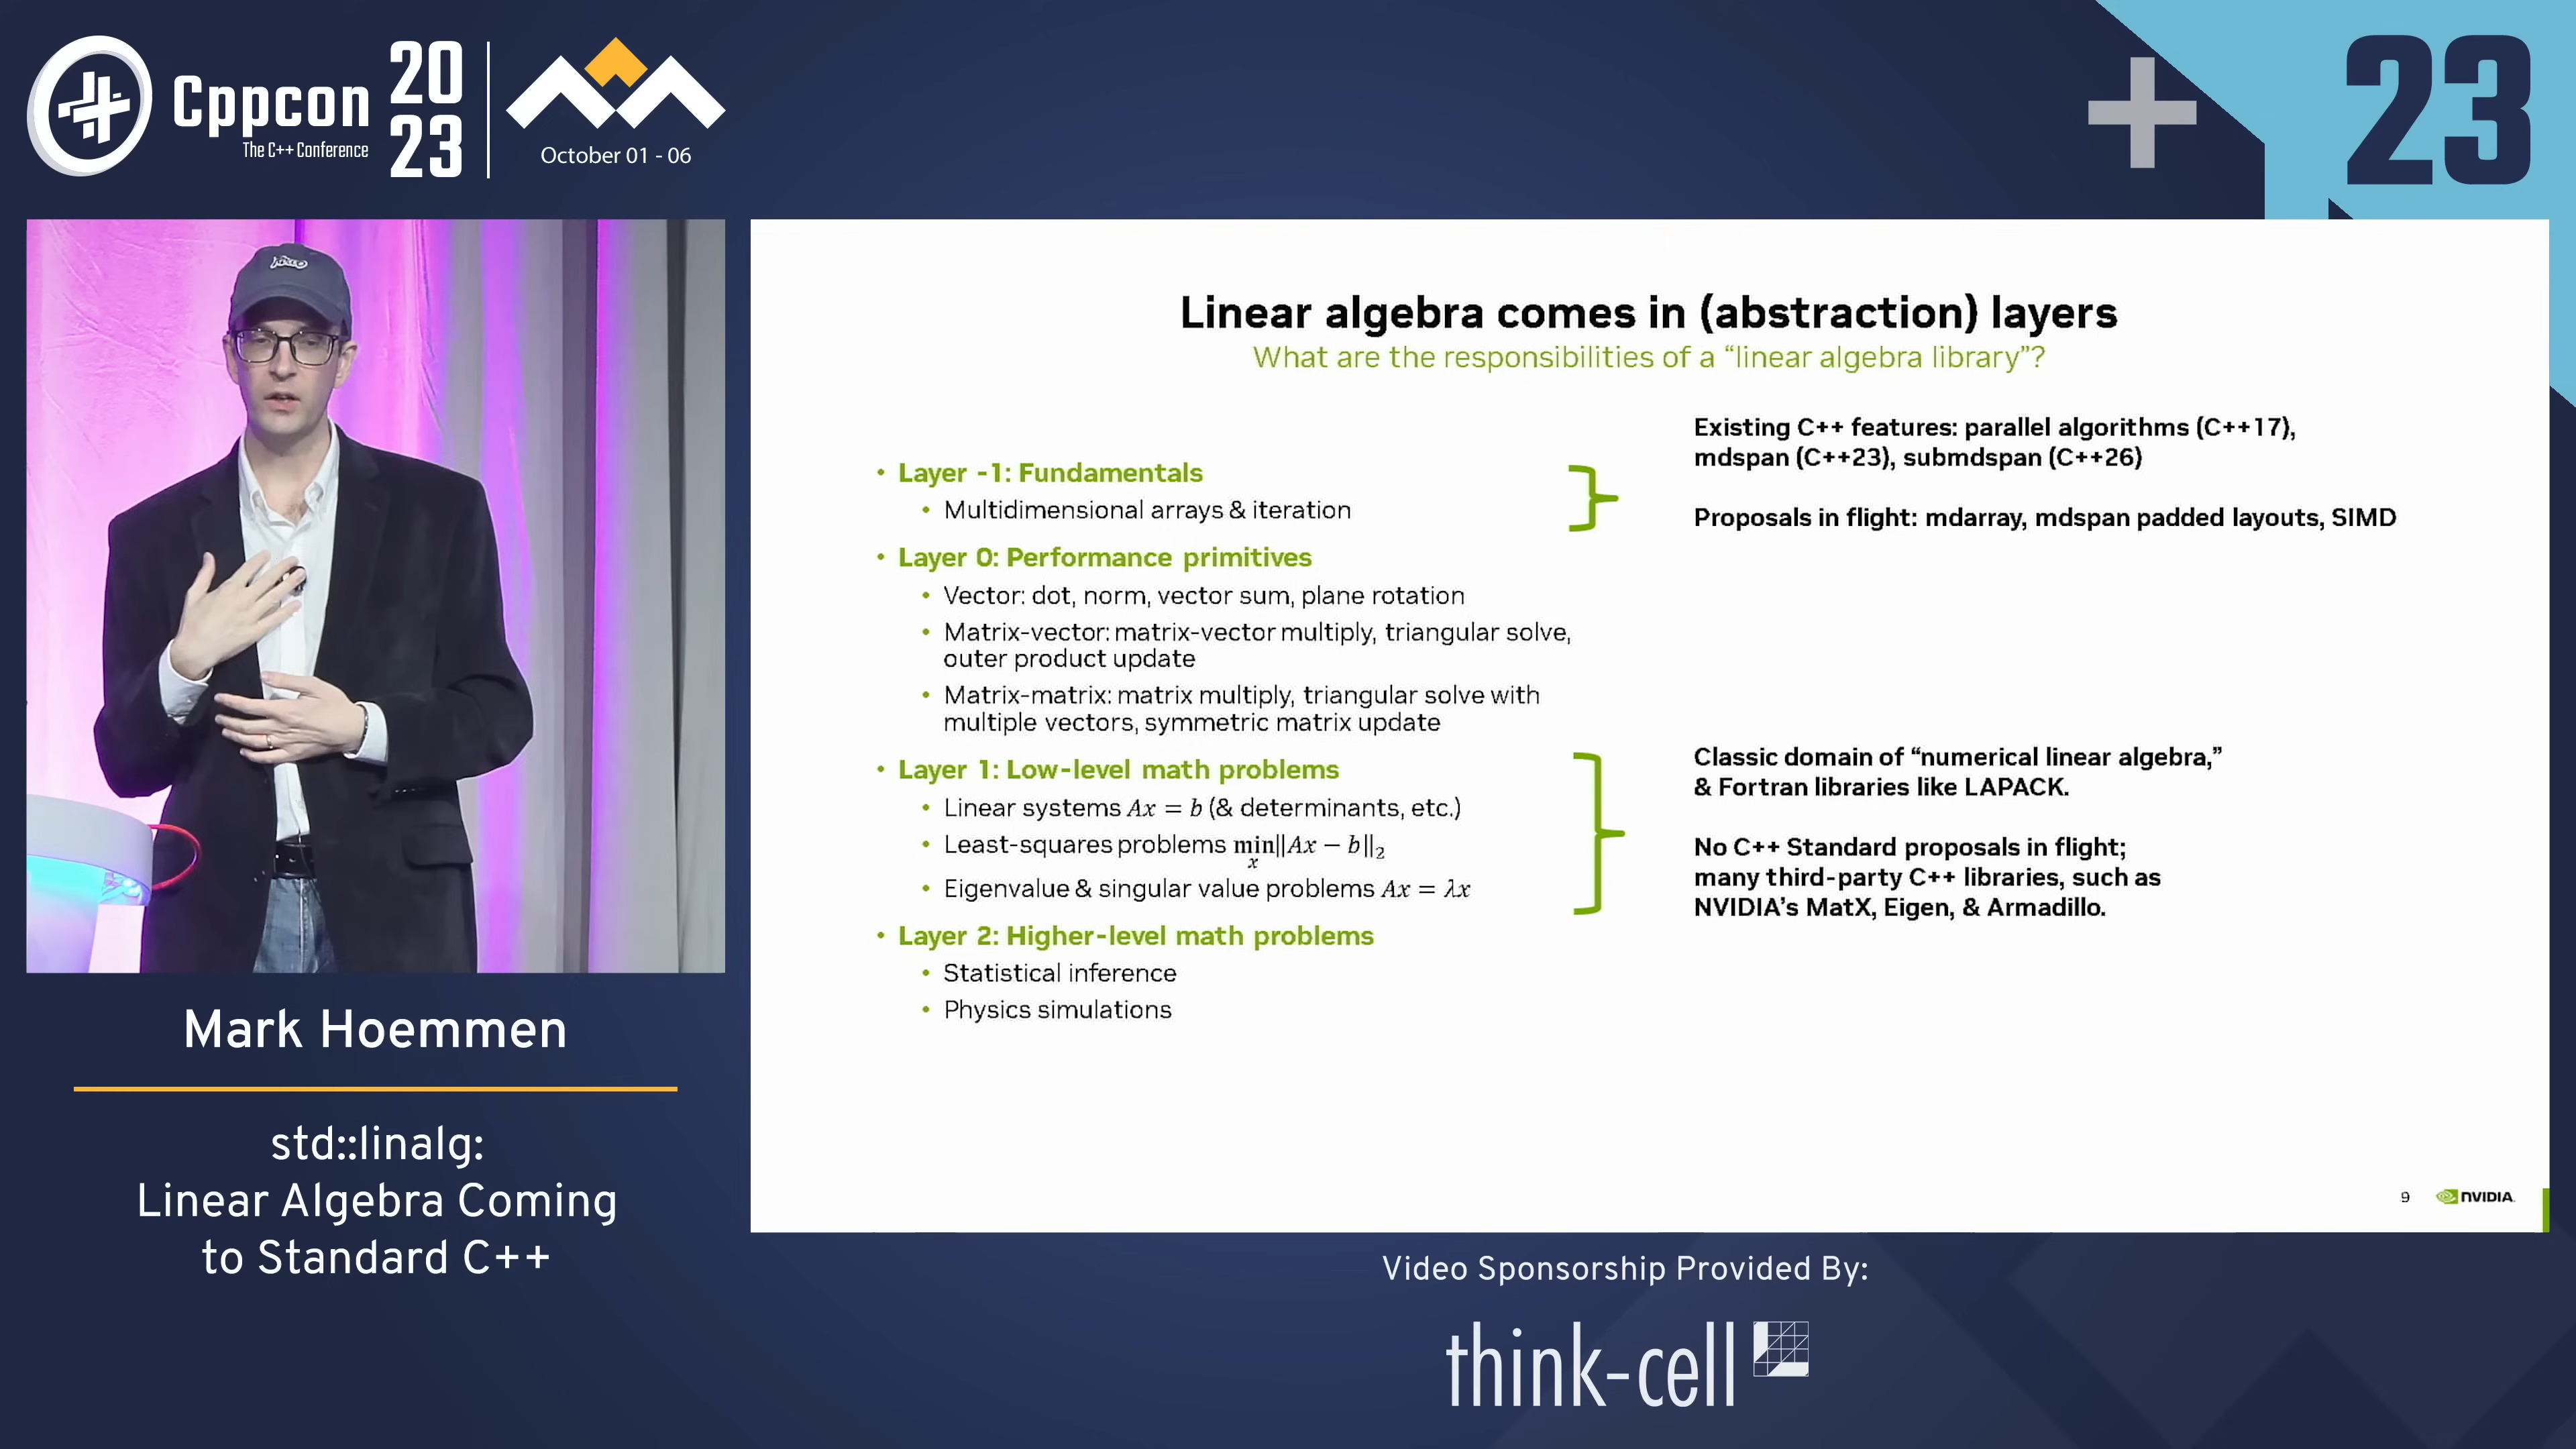 Cppcon
The C++ Conference
20
23
October 01 - 06
23
Linear algebra comes in (abstraction) layers
What are the responsibilities of a “linear algebra library”?
• Layer -1: Fundamentals
• Multidimensional arrays & iteration
• Layer 0: Performance primitives
• Vector: dot, norm, vector sum, plane rotation
• Matrix-vector: matrix-vector multiply, triangular solve,
outer product update
• Matrix-matrix: matrix multiply, triangular solve with
multiple vectors, symmetric matrix update
• Layer 1: Low-level math problems
• Linear systems Ax = b (& determinants, etc.)
• Least-squares problems min||Ax − b||₂
x
• Eigenvalue & singular value problems Ax = λx
• Layer 2: Higher-level math problems
• Statistical inference
• Physics simulations
Existing C++ features: parallel algorithms (C++17),
mdspan (C++23), submdspan (C++26)
Proposals in flight: mdarray, mdspan padded layouts, SIMD
Classic domain of “numerical linear algebra,”
& Fortran libraries like LAPACK.
No C++ Standard proposals in flight;
many third-party C++ libraries, such as
NVIDIA’s MatX, Eigen, & Armadillo.
9
NVIDIA
Mark Hoemmen
std::linalg:
Linear Algebra Coming
to Standard C++
Video Sponsorship Provided By:
think-cell